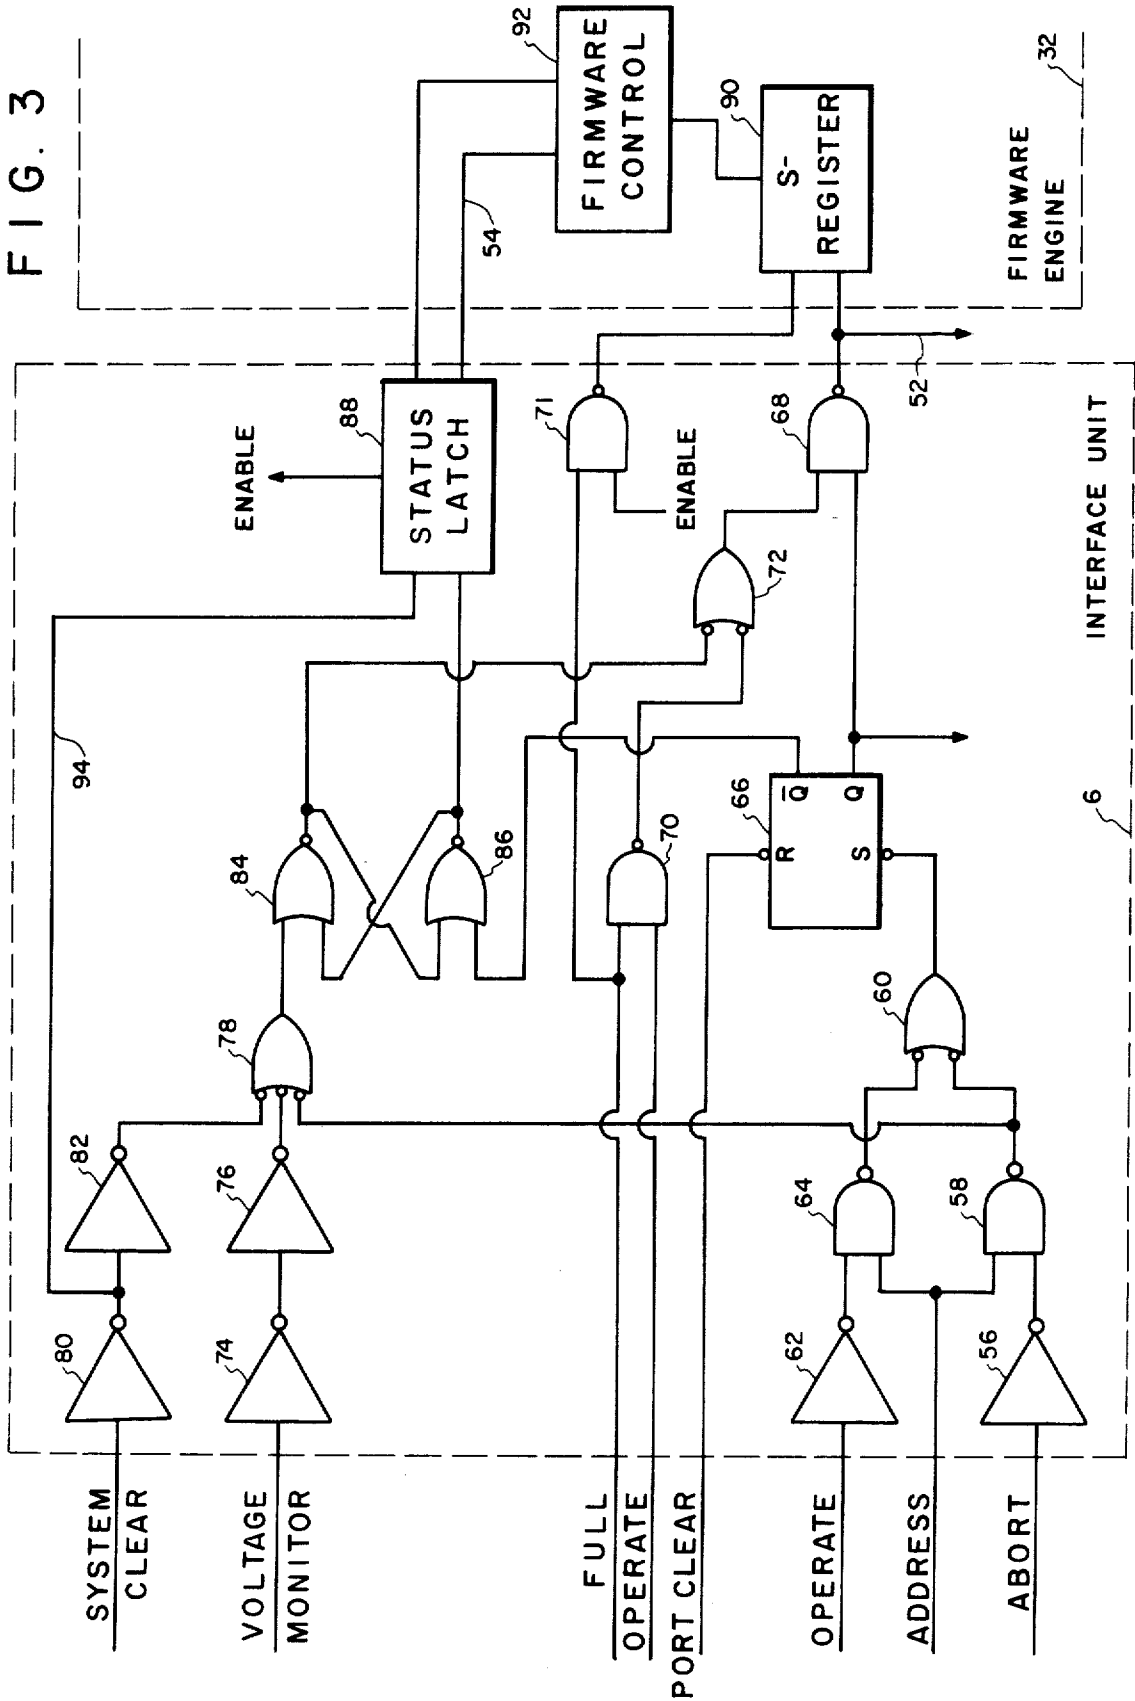 FIG. 3
SYSTEM
CLEAR
VOLTAGE
MONITOR
FULL
OPERATE
PORT CLEAR
OPERATE
ADDRESS
ABORT
80
82
94
74
76
78
84
86
88
STATUS
LATCH
ENABLE
54
92
FIRMWARE
CONTROL
90
S-
REGISTER
FIRMWARE
ENGINE
32
71
ENABLE
68
52
72
70
66
R
S
Q
Q
60
62
64
56
58
6
INTERFACE UNIT